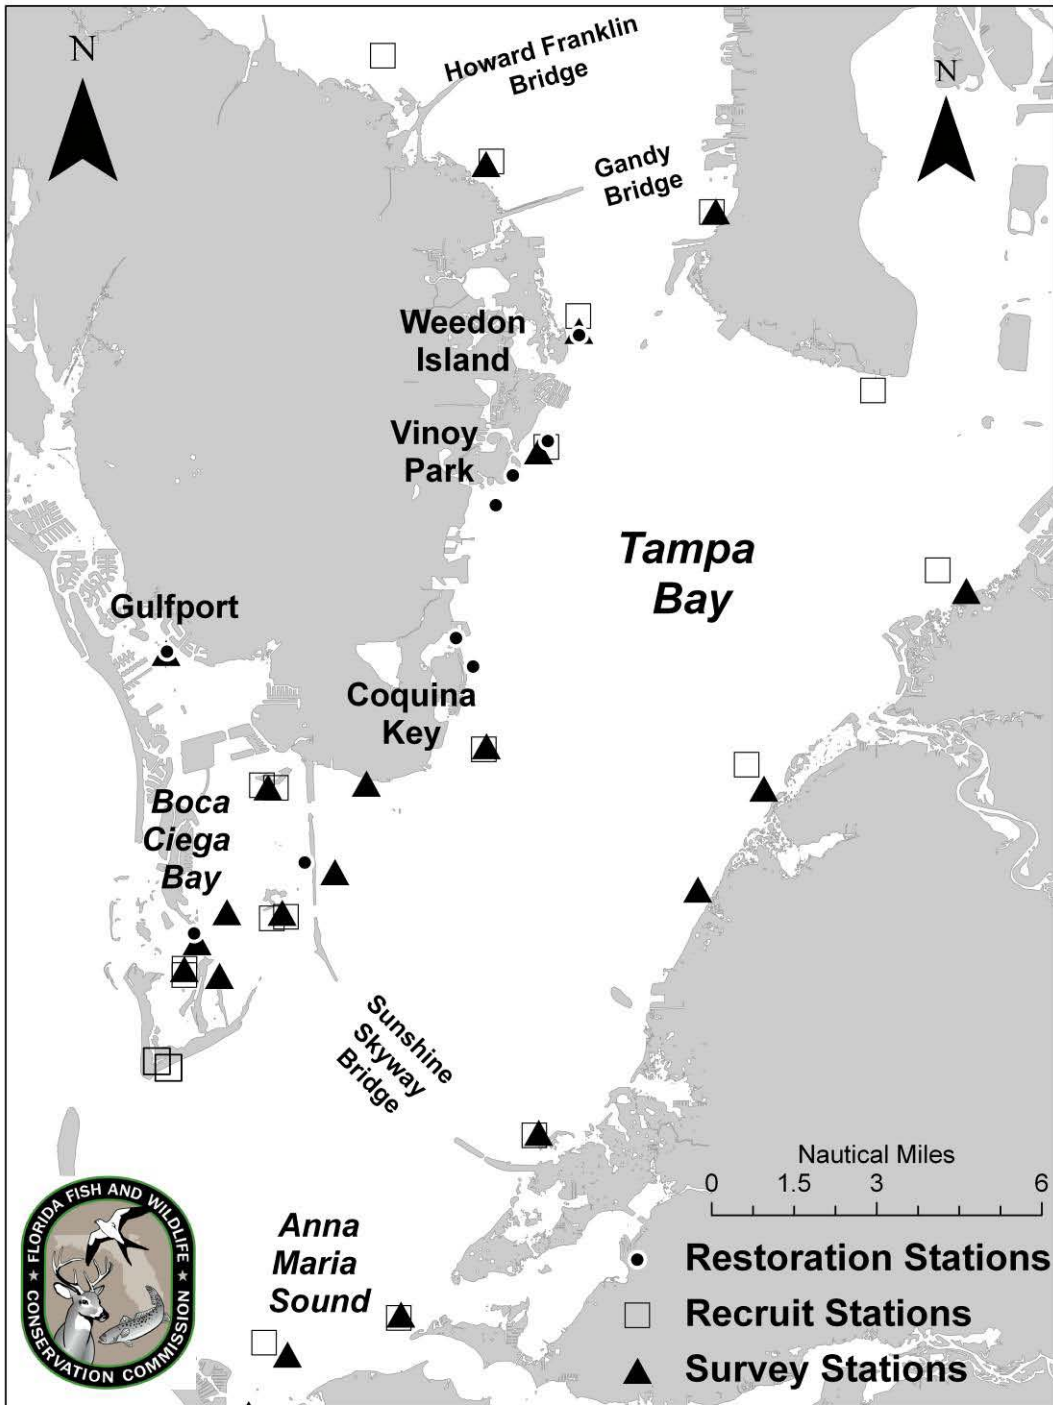 N
Howard Franklin
Bridge
N
Gandy
Bridge
Weedon
Island
Vinoy
Park
Tampa
Bay
Gulfport
Coquina
Key
Boca
Ciega
Bay
Sunshine
Skyway
Bridge
Nautical Miles
0 1.5 3 6
Anna
Maria
Sound
Restoration Stations
Recruit Stations
Survey Stations
FLORIDA FISH AND WILDLIFE
CONSERVATION COMMISSION